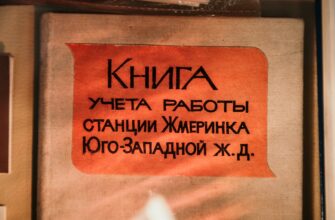 Книга
учета работы
станции Жмеринка
Юго-Западной ж.д.